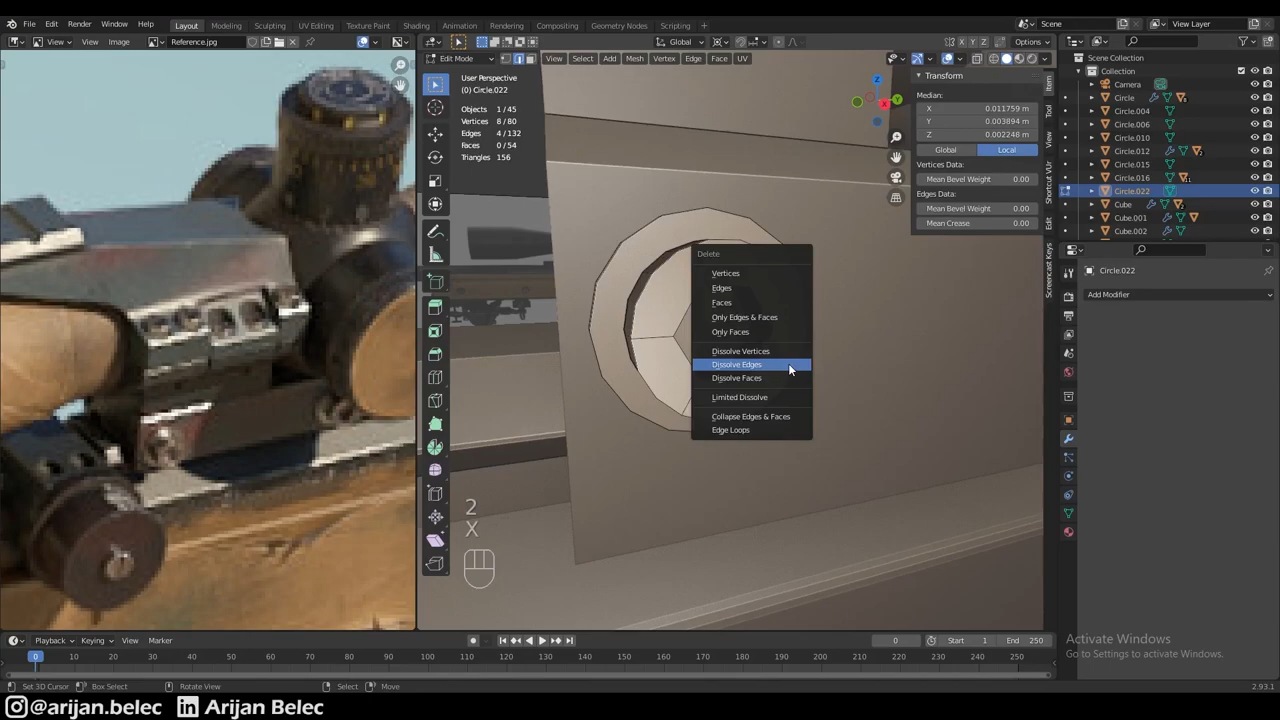 File Edit Render Window Help Layout Modeling Sculpting UV Editing Texture Paint Shading Animation Rendering Compositing Geometry Nodes Scripting + Scene View Layer
View View Image Reference.jpg Global Options
Edit Mode View Select Add Mesh Vertex Edge Face UV
User Perspective
(0) Circle.022
Objects 1/45
Vertices 8/80
Edges 4/132
Faces 0/54
Triangles 156
Transform
Median:
X 0.011759 m
Y 0.003894 m
Z 0.002248 m
Global Local
Vertices Data:
Mean Bevel Weight 0.00
Edges Data:
Mean Bevel Weight 0.00
Mean Crease 0.00
Item
Tool
View
Shortcut VUr
Edit
Screencast Keys
Scene Collection
Collection
Camera
Circle
Circle.004
Circle.006
Circle.010
Circle.012
Circle.015
Circle.016
Circle.022
Cube
Cube.001
Cube.002
Circle.022
Add Modifier
Delete
Vertices
Edges
Faces
Only Edges & Faces
Only Faces
Dissolve Vertices
Dissolve Edges
Dissolve Faces
Limited Dissolve
Collapse Edges & Faces
Edge Loops
2
X
Playback Keying View Marker 0 Start 1 End 250
0 10 20 30 40 50 60 70 80 90 100 110 120 130 140 150 160 170 180 190 200 210 220 230 240 250
Activate Windows
Go to Settings to activate Windows.
Set 3D Cursor Box Select Rotate View Select Move 2.93.1
@arijan.belec in Arijan Belec